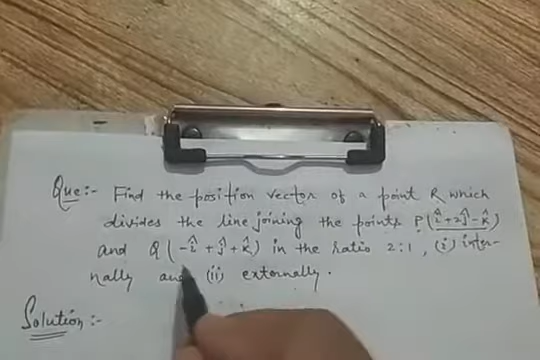 Que:- Find the position vector of a point R which
divides the line joining the points P(î+2ĵ-k̂)
and Q(-î+ĵ+k̂) in the ratio 2:1, (i) inter-
nally and (ii) externally.
Solution:-